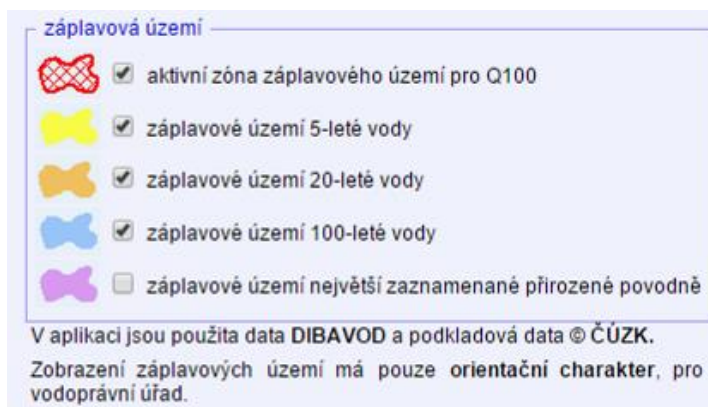 záplavová území
aktivní zóna záplavového území pro Q100
záplavové území 5-leté vody
záplavové území 20-leté vody
záplavové území 100-leté vody
záplavové území největší zaznamenané přirozené povodně
V aplikaci jsou použita data DIBAVOD a podkladová data © ČÚZK.
Zobrazení záplavových území má pouze orientační charakter, pro
vodoprávní úřad.